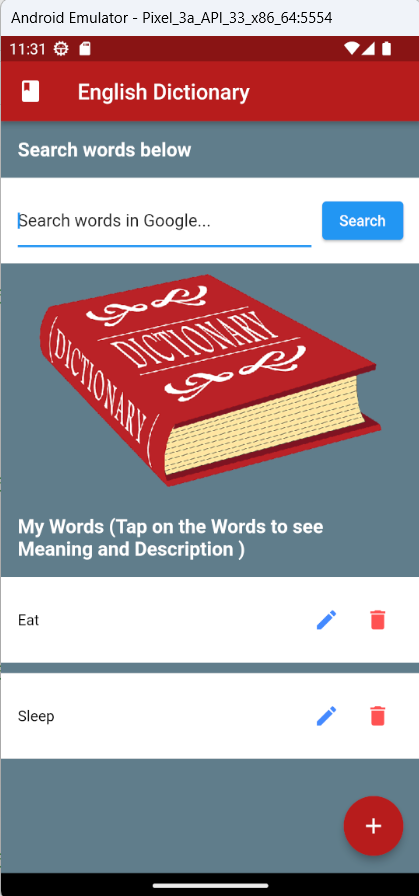 Android Emulator - Pixel_3a_API_33_x86_64:5554
11:31
English Dictionary
Search words below
Search words in Google...
Search
DICTIONARY
DICTIONARY
My Words (Tap on the Words to see
Meaning and Description )
Eat
Sleep
+